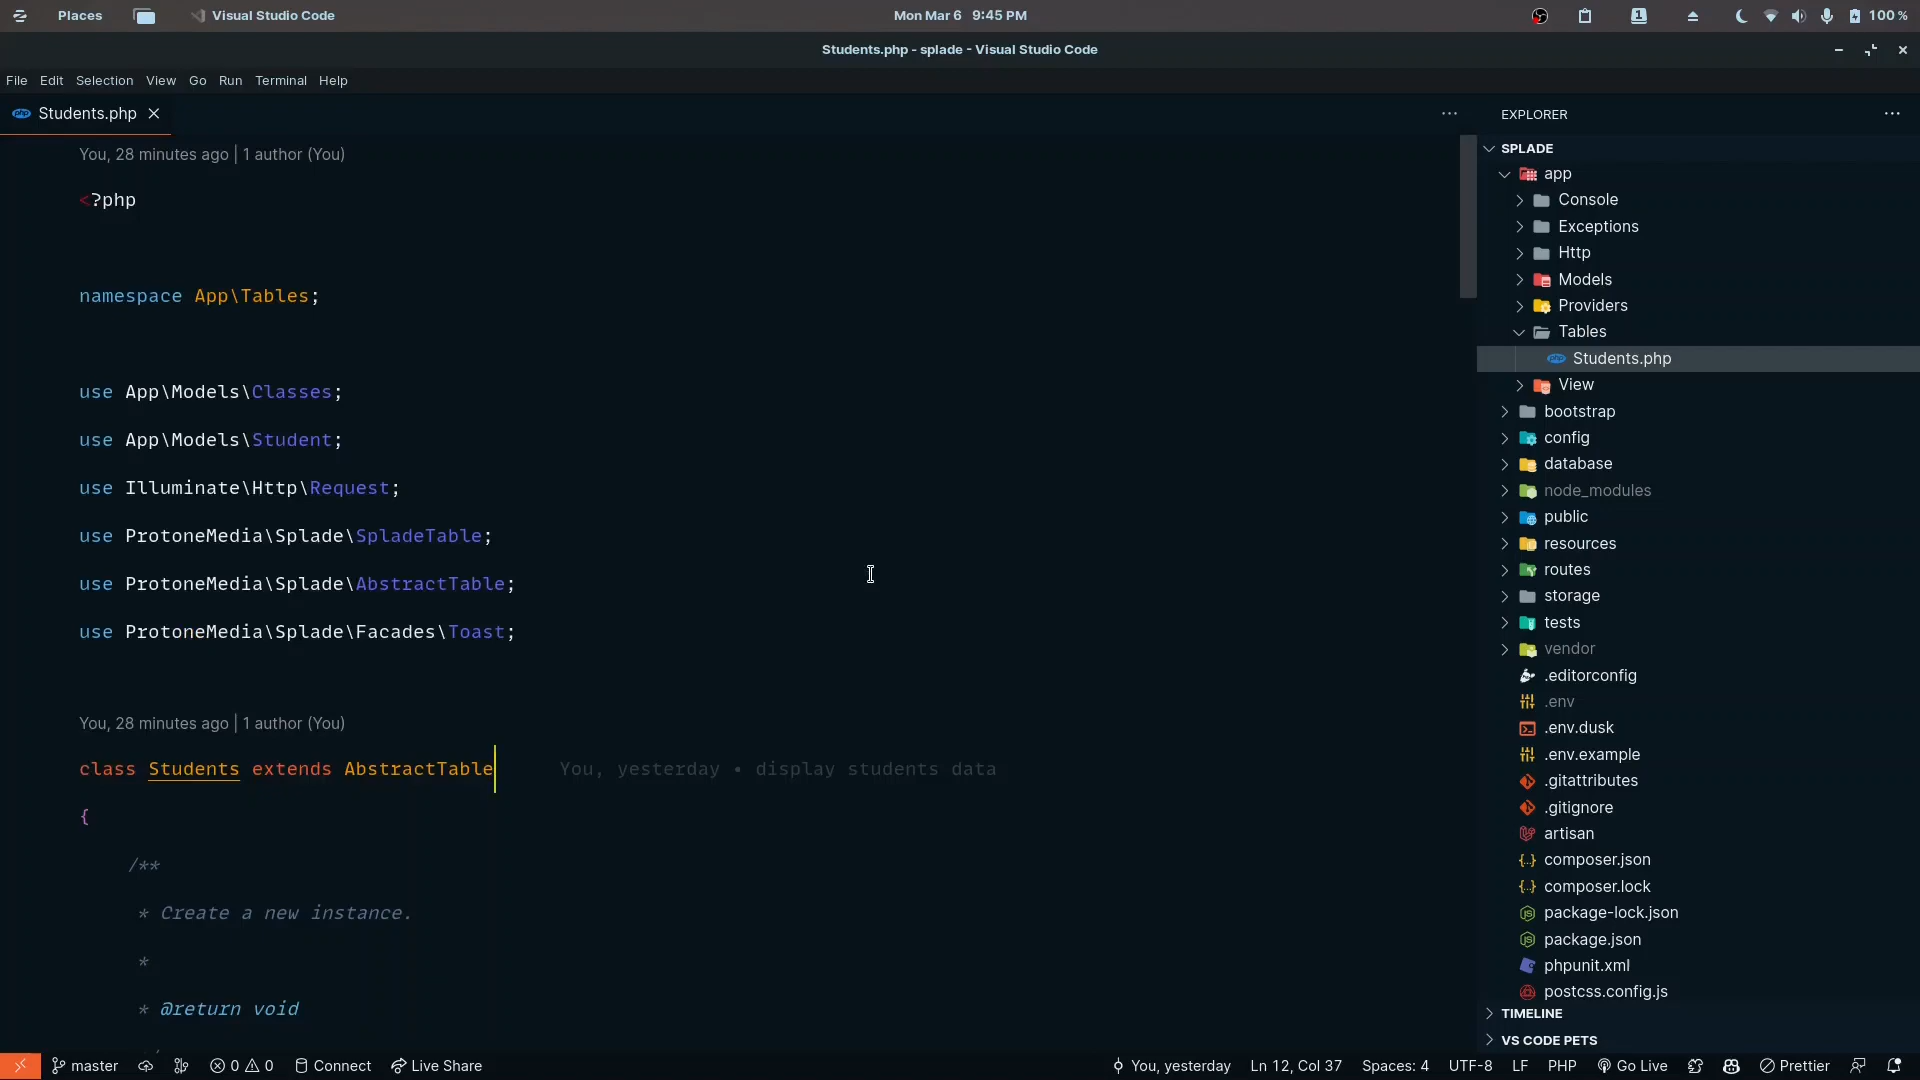 Places
Visual Studio Code
Mon Mar 6 9:45 PM
1
100 %
Students.php - splade - Visual Studio Code
File Edit Selection View Go Run Terminal Help
php Students.php
EXPLORER
You, 28 minutes ago | 1 author (You)
<?php
namespace App\Tables;
use App\Models\Classes;
use App\Models\Student;
use Illuminate\Http\Request;
use ProtoneMedia\Splade\SpladeTable;
use ProtoneMedia\Splade\AbstractTable;
use ProtoneMedia\Splade\Facades\Toast;
You, 28 minutes ago | 1 author (You)
class Students extends AbstractTable You, yesterday • display students data
{
/**
* Create a new instance.
*
* @return void
SPLADE
app
Console
Exceptions
Http
Models
Providers
Tables
php Students.php
View
bootstrap
config
database
node_modules
public
resources
routes
storage
tests
vendor
.editorconfig
.env
.env.dusk
.env.example
.gitattributes
.gitignore
artisan
composer.json
composer.lock
package-lock.json
package.json
phpunit.xml
postcss.config.js
TIMELINE
VS CODE PETS
master
0 0
Connect
Live Share
You, yesterday
Ln 12, Col 37
Spaces: 4
UTF-8
LF
PHP
Go Live
Prettier